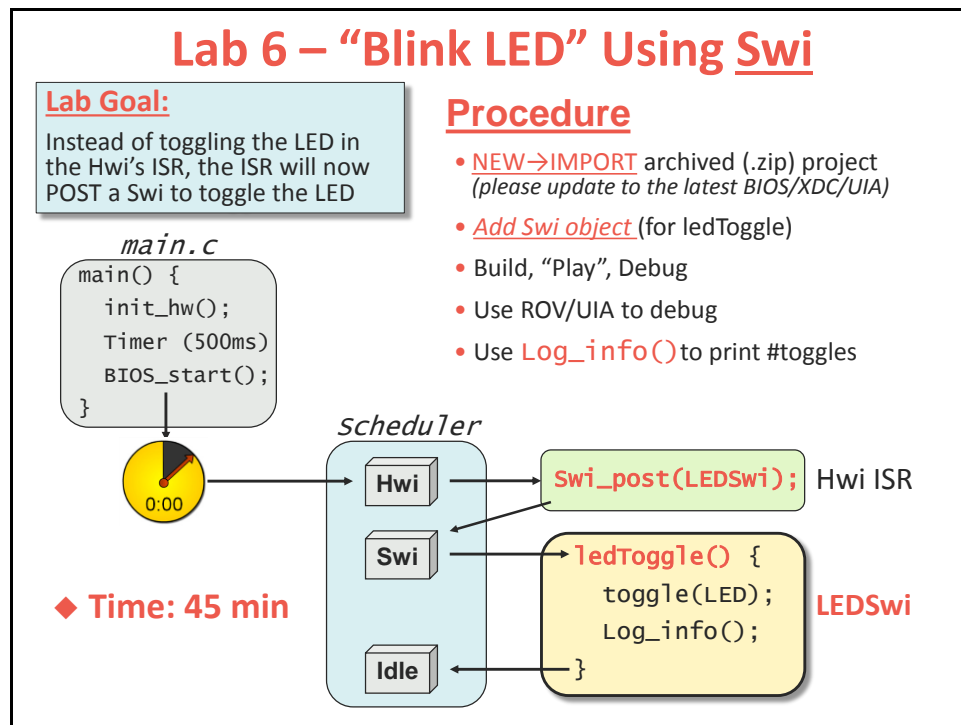 Lab 6 – “Blink LED” Using Swi
Lab Goal:
Instead of toggling the LED in
the Hwi’s ISR, the ISR will now
POST a Swi to toggle the LED
Procedure
• NEW→IMPORT archived (.zip) project
(please update to the latest BIOS/XDC/UIA)
• Add Swi object (for ledToggle)
• Build, “Play”, Debug
• Use ROV/UIA to debug
• Use Log_info() to print #toggles
main.c
main() {
init_hw();
Timer (500ms)
BIOS_start();
}
0:00
scheduler
Hwi
Swi
Idle
Swi_post(LEDSwi);
Hwi ISR
ledToggle() {
toggle(LED);
Log_info();
}
LEDSwi
◆ Time: 45 min